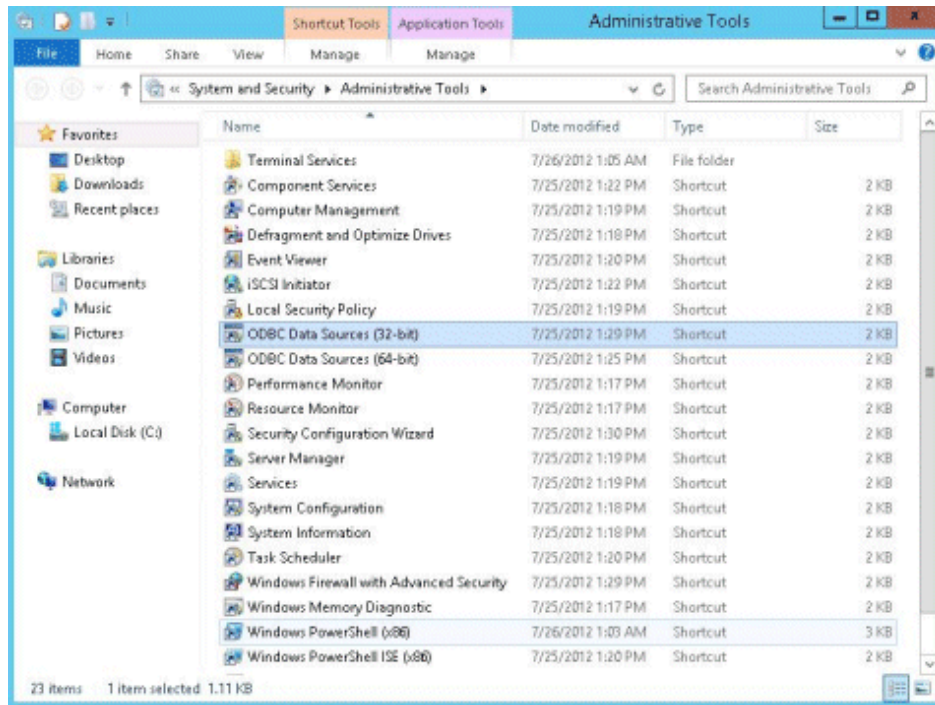 Shortcut Tools Application Tools Administrative Tools
File Home Share View Manage Manage
« System and Security Administrative Tools Search Administrative Tools
Name Date modified Type Size
Favorites
Desktop
Downloads
Recent places
Libraries
Documents
Music
Pictures
Videos
Computer
Local Disk (C:)
Network
Terminal Services 7/26/2012 1:05 AM File folder
Component Services 7/25/2012 1:22 PM Shortcut 2 KB
Computer Management 7/25/2012 1:19 PM Shortcut 2 KB
Defragment and Optimize Drives 7/25/2012 1:18 PM Shortcut 2 KB
Event Viewer 7/25/2012 1:20 PM Shortcut 2 KB
iSCSI Initiator 7/25/2012 1:22 PM Shortcut 2 KB
Local Security Policy 7/25/2012 1:19 PM Shortcut 2 KB
ODBC Data Sources (32-bit) 7/25/2012 1:29 PM Shortcut 2 KB
ODBC Data Sources (64-bit) 7/25/2012 1:25 PM Shortcut 2 KB
Performance Monitor 7/25/2012 1:17 PM Shortcut 2 KB
Resource Monitor 7/25/2012 1:17 PM Shortcut 2 KB
Security Configuration Wizard 7/25/2012 1:30 PM Shortcut 2 KB
Server Manager 7/25/2012 1:19 PM Shortcut 2 KB
Services 7/25/2012 1:19 PM Shortcut 2 KB
System Configuration 7/25/2012 1:18 PM Shortcut 2 KB
System Information 7/25/2012 1:18 PM Shortcut 2 KB
Task Scheduler 7/25/2012 1:20 PM Shortcut 2 KB
Windows Firewall with Advanced Security 7/25/2012 1:29 PM Shortcut 2 KB
Windows Memory Diagnostic 7/25/2012 1:17 PM Shortcut 2 KB
Windows PowerShell (x86) 7/26/2012 1:03 AM Shortcut 3 KB
Windows PowerShell ISE (x86) 7/25/2012 1:20 PM Shortcut 2 KB
23 items 1 item selected 1.11 KB